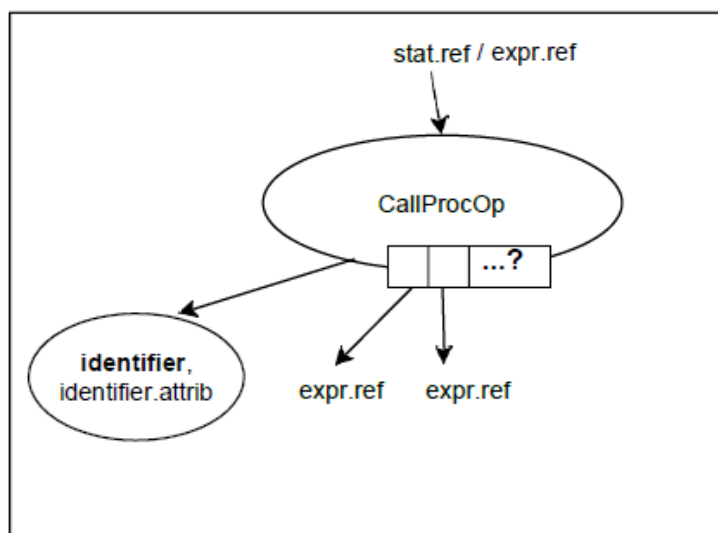 stat.ref / expr.ref
CallProcOp
...?
identifier,
identifier.attrib
expr.ref expr.ref